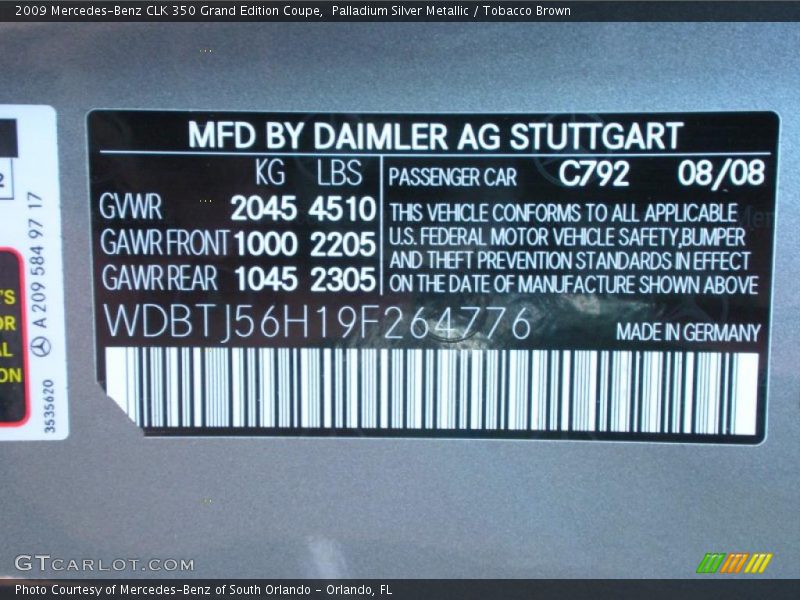 2009 Mercedes-Benz CLK 350 Grand Edition Coupe, Palladium Silver Metallic / Tobacco Brown
MFD BY DAIMLER AG STUTTGART
KG LBS
GVWR 2045 4510
GAWR FRONT 1000 2205
GAWR REAR 1045 2305
PASSENGER CAR C792 08/08
THIS VEHICLE CONFORMS TO ALL APPLICABLE
U.S. FEDERAL MOTOR VEHICLE SAFETY, BUMPER
AND THEFT PREVENTION STANDARDS IN EFFECT
ON THE DATE OF MANUFACTURE SHOWN ABOVE
WDBTJ56H19F264776
MADE IN GERMANY
A 209 584 97 17
3535620
2
'S
OR
AL
ON
GTCARLOT.COM
Photo Courtesy of Mercedes-Benz of South Orlando - Orlando, FL